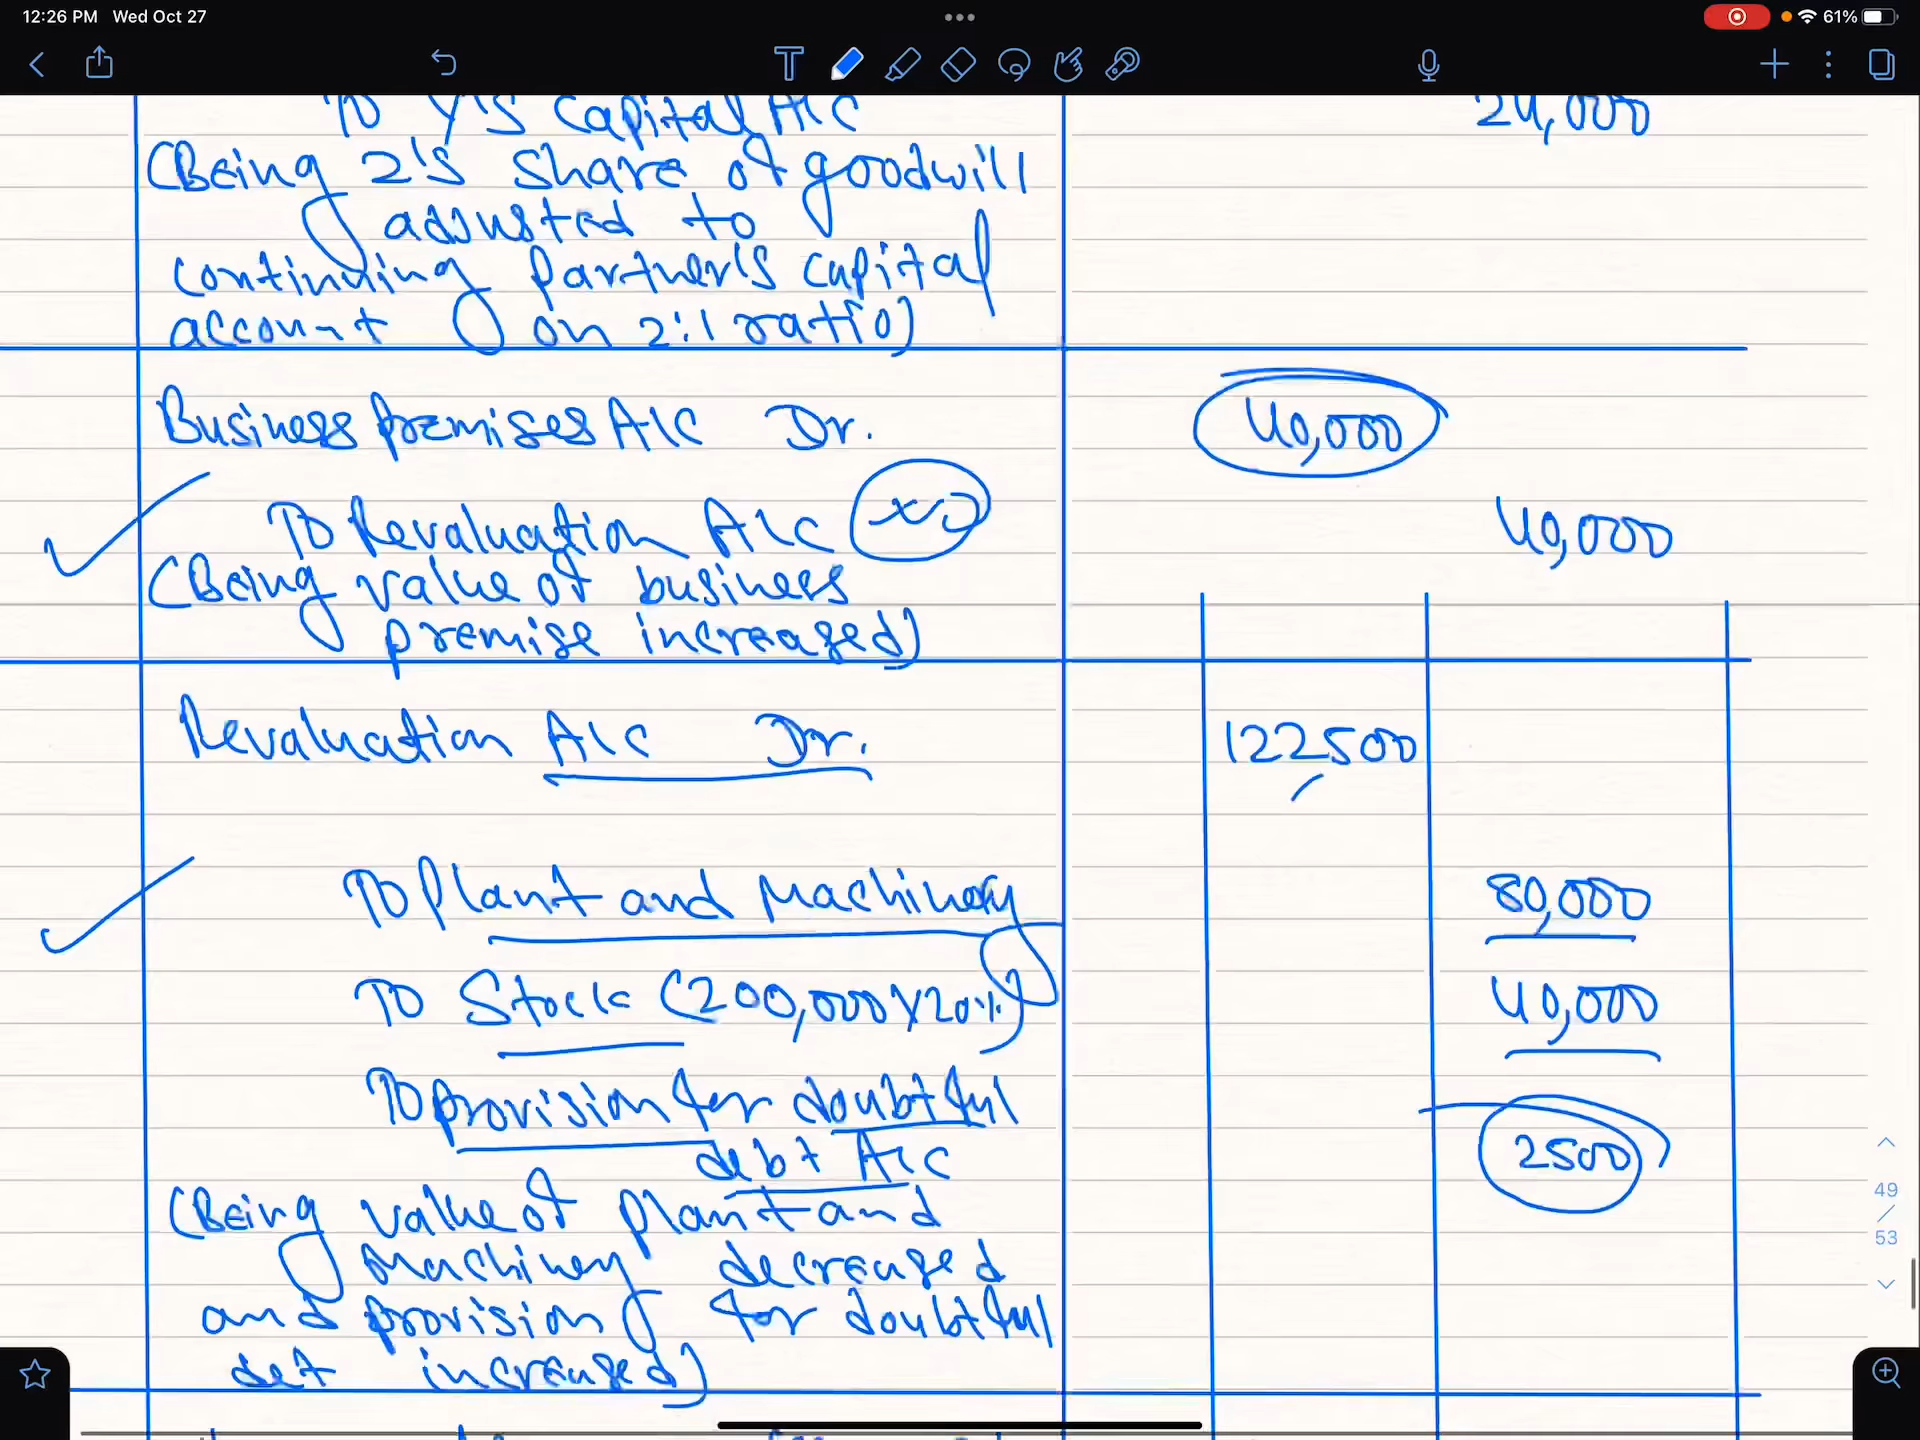 12:26 PM Wed Oct 27
61%
To Y'S Capital A/C 24,000
(Being Z'S share of goodwill
adjusted to
continuing partner's capital
account on 2:1 ratio)
Business premises A/C Dr. 40,000
To Revaluation A/C 40,000
(Being value of business
premise increased)
Revaluation A/C Dr. 122500
To Plant and Machinery 80,000
To Stock (200,000X20%) 40,000
To provision for doubtful
debt A/C 2500
(Being value of plant and
Machinery decreased
and provision for doubtful
det increased)
49
/
53